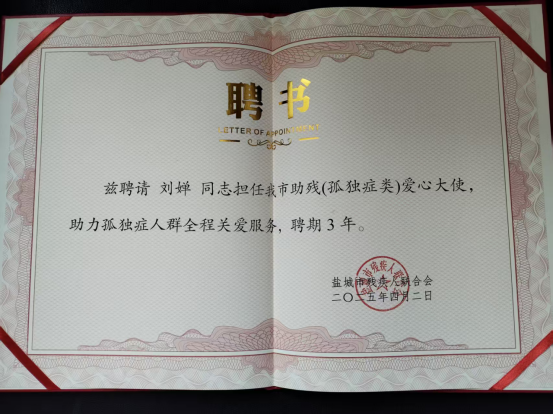 聘书
LETTER OF APPOINTMENT
兹聘请 刘婵 同志担任我市助残(孤独症类)爱心大使，
助力孤独症人群全程关爱服务，聘期3年。
盐城市残疾人联合会
二〇二五年四月二日